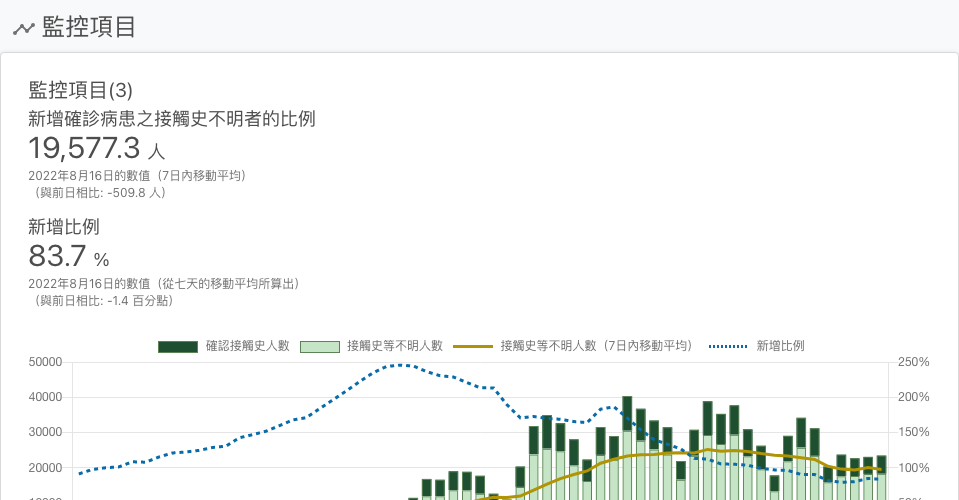 監控項目
監控項目(3)
新增確診病患之接觸史不明者的比例
19,577.3 人
2022年8月16日的數值（7日內移動平均）
（與前日相比: -509.8 人）
新增比例
83.7 %
2022年8月16日的數值（從七天的移動平均所算出）
（與前日相比: -1.4 百分點）
確認接觸史人數 接觸史等不明人數 接觸史等不明人數（7日內移動平均） 新增比例
50000 250%
40000 200%
30000 150%
20000 100%